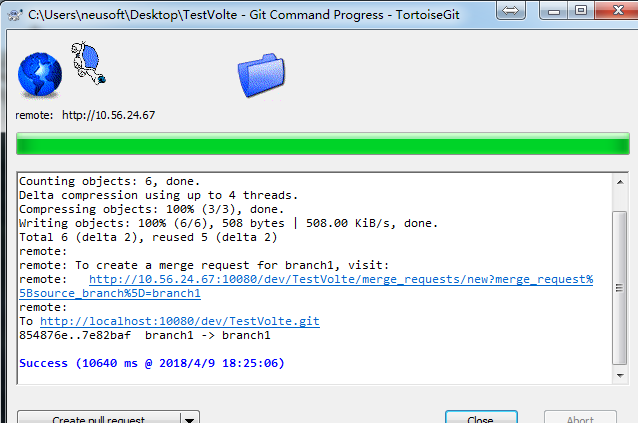 C:\Users\neusoft\Desktop\TestVolte - Git Command Progress - TortoiseGit
remote: http://10.56.24.67
Counting objects: 6, done.
Delta compression using up to 4 threads.
Compressing objects: 100% (3/3), done.
Writing objects: 100% (6/6), 508 bytes | 508.00 KiB/s, done.
Total 6 (delta 2), reused 5 (delta 2)
remote:
remote: To create a merge request for branch1, visit:
remote:   http://10.56.24.67:10080/dev/TestVolte/merge_requests/new?merge_request%
5Bsource_branch%5D=branch1
remote:
To http://localhost:10080/dev/TestVolte.git
854876e..7e82baf  branch1 -> branch1
Success (10640 ms @ 2018/4/9 18:25:06)
Create pull request
Close
Abort